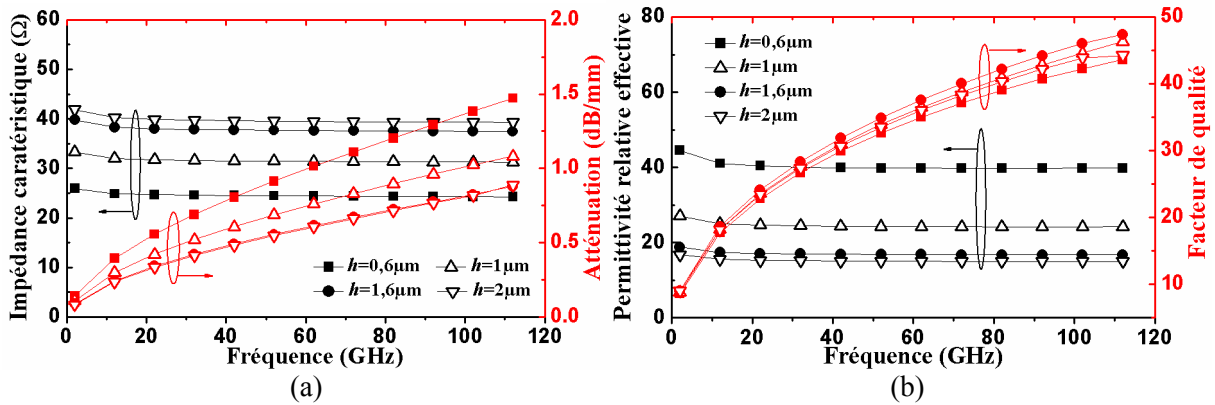 60
50
40
30
20
10
0
Impédance caratéristique (Ω)
2.0
1.5
1.0
0.5
0.0
Atténuation (dB/mm)
h=0,6µm h=1µm
h=1,6µm h=2µm
0 20 40 60 80 100 120
Fréquence (GHz)
(a)
80
60
40
20
0
Permittivité relative effective
h=0,6µm
h=1µm
h=1,6µm
h=2µm
50
40
30
20
10
Facteur de qualité
0 20 40 60 80 100 120
Fréquence (GHz)
(b)